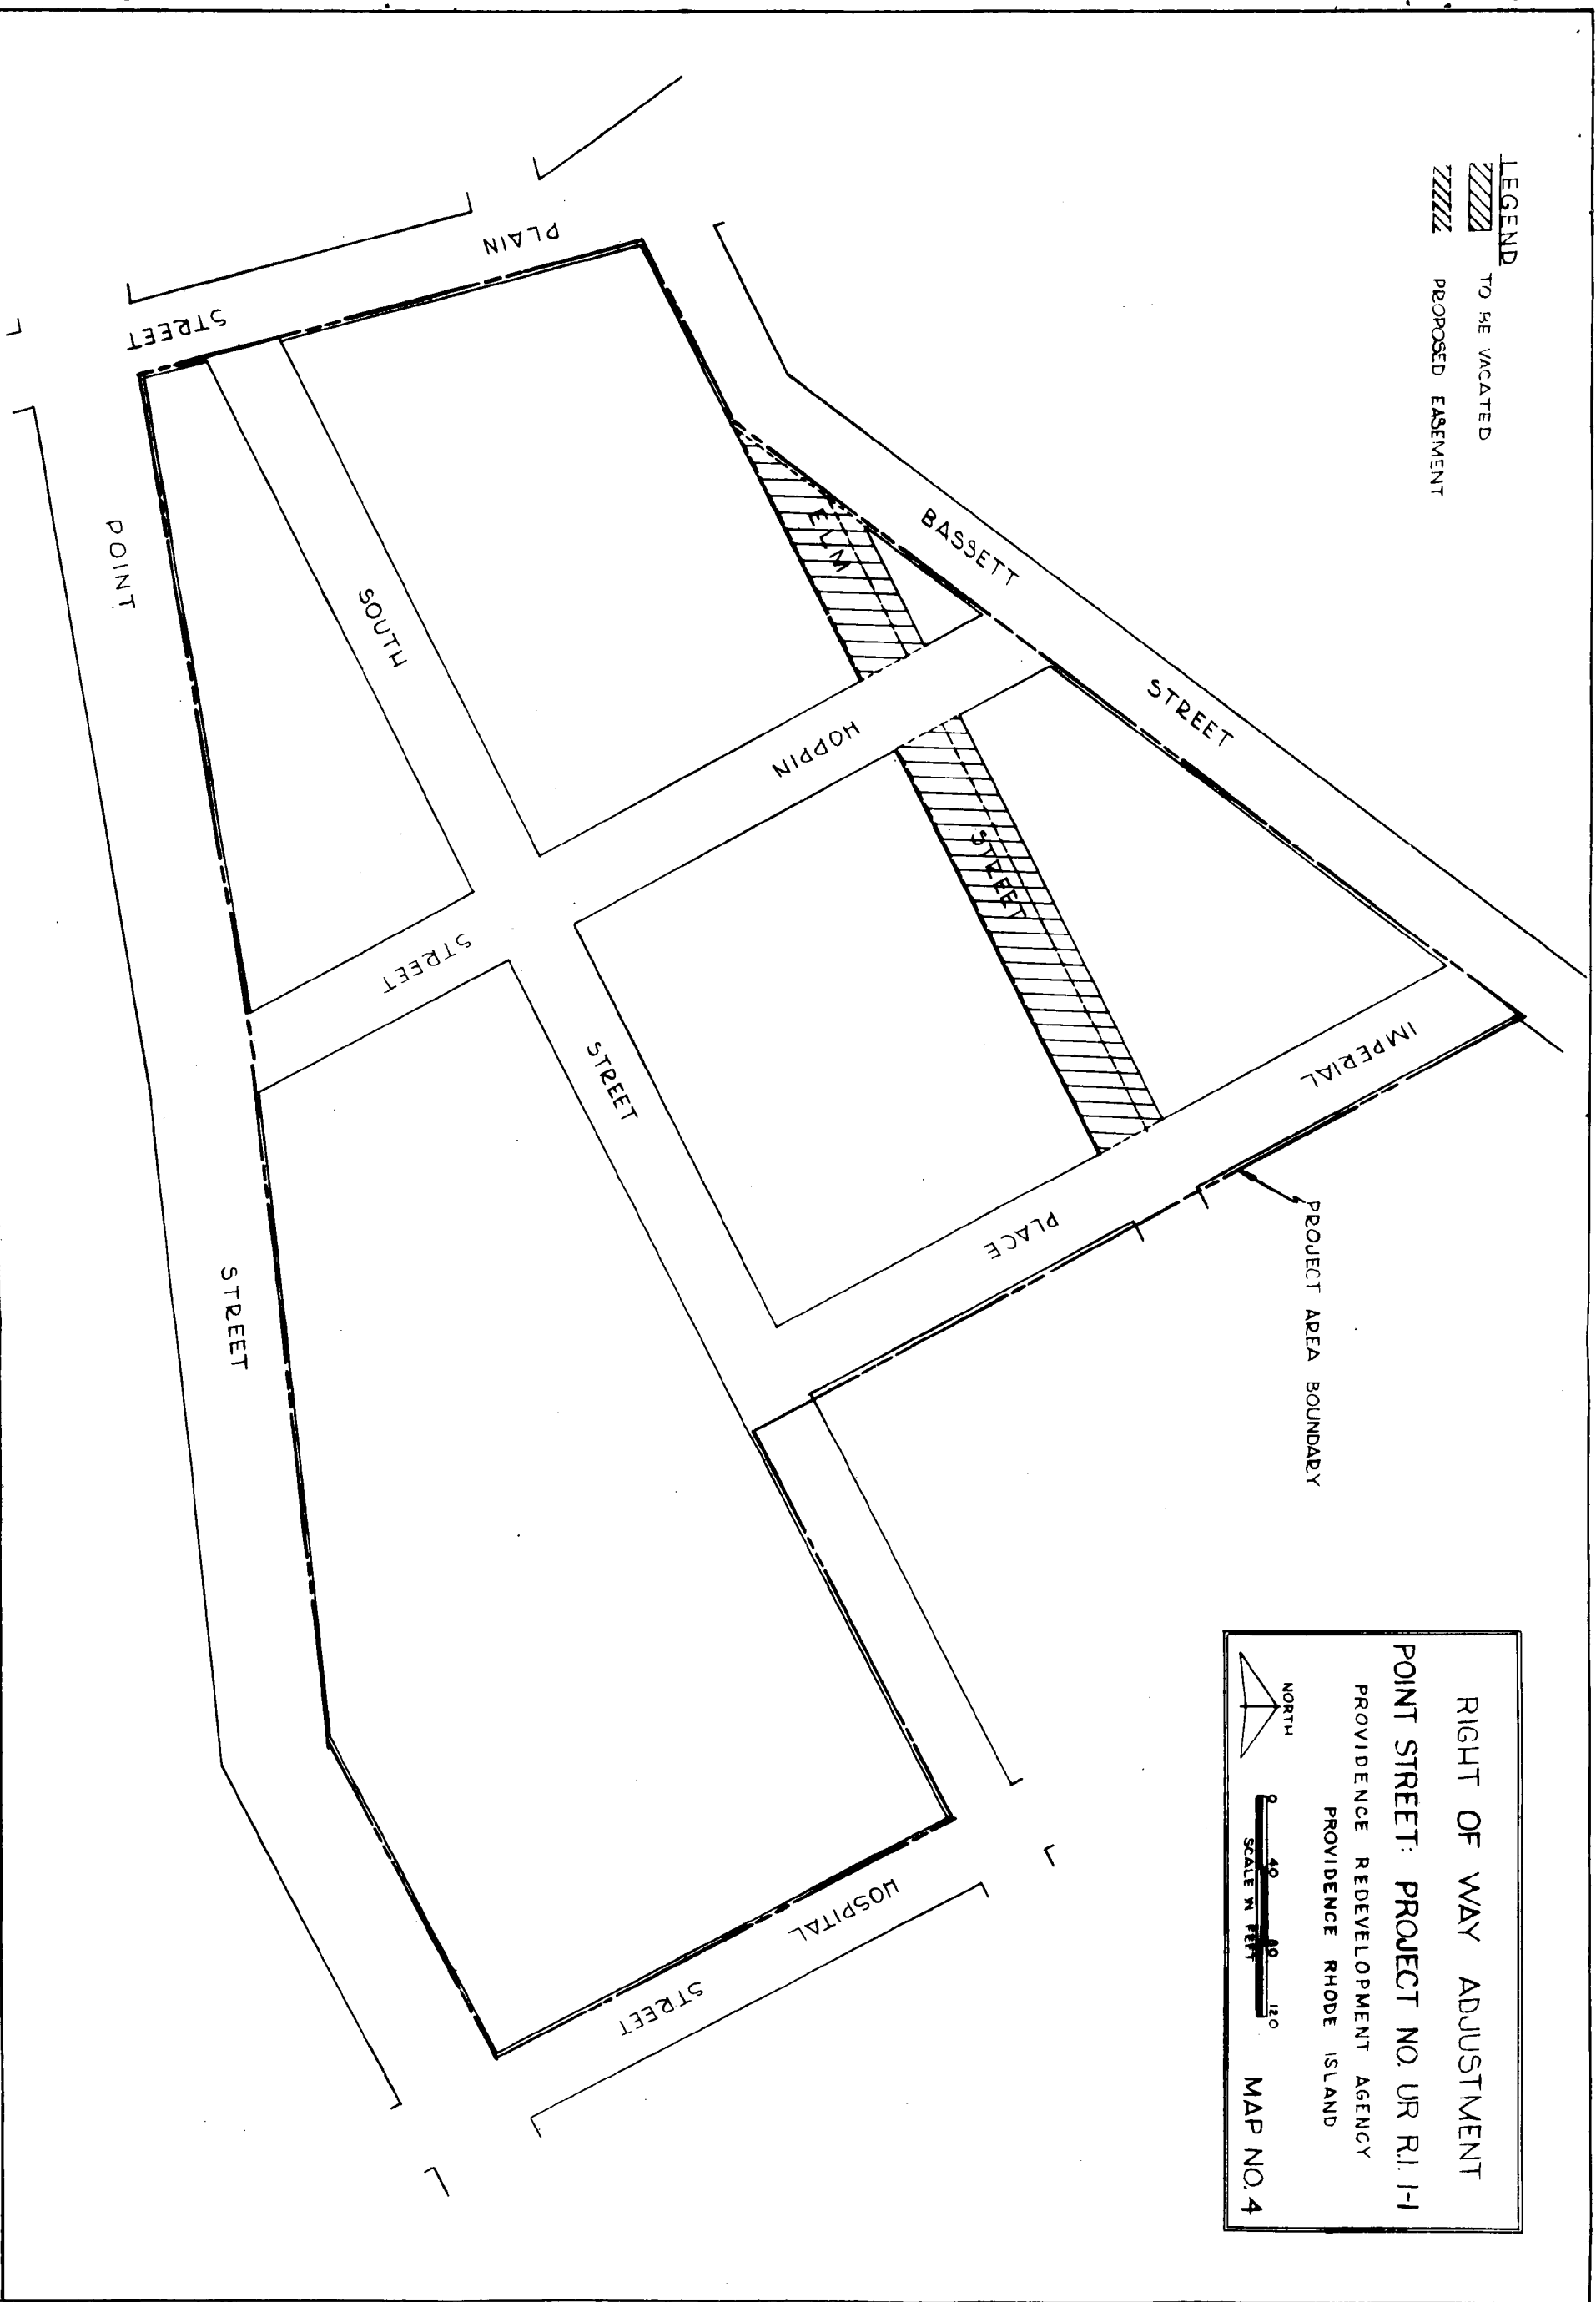 LEGEND
TO BE VACATED
PROPOSED EASEMENT
BASSETT
STREET
PLAIN
STREET
ELM
STREET
HOPPIN
STREET
SOUTH
STREET
IMPERIAL
PLACE
PROJECT AREA BOUNDARY
POINT
STREET
HOSPITAL
STREET
RIGHT OF WAY ADJUSTMENT
POINT STREET: PROJECT NO. UR R.I. 1-1
PROVIDENCE REDEVELOPMENT AGENCY
PROVIDENCE RHODE ISLAND
NORTH
0 40 80 120
SCALE IN FEET
MAP NO. 4